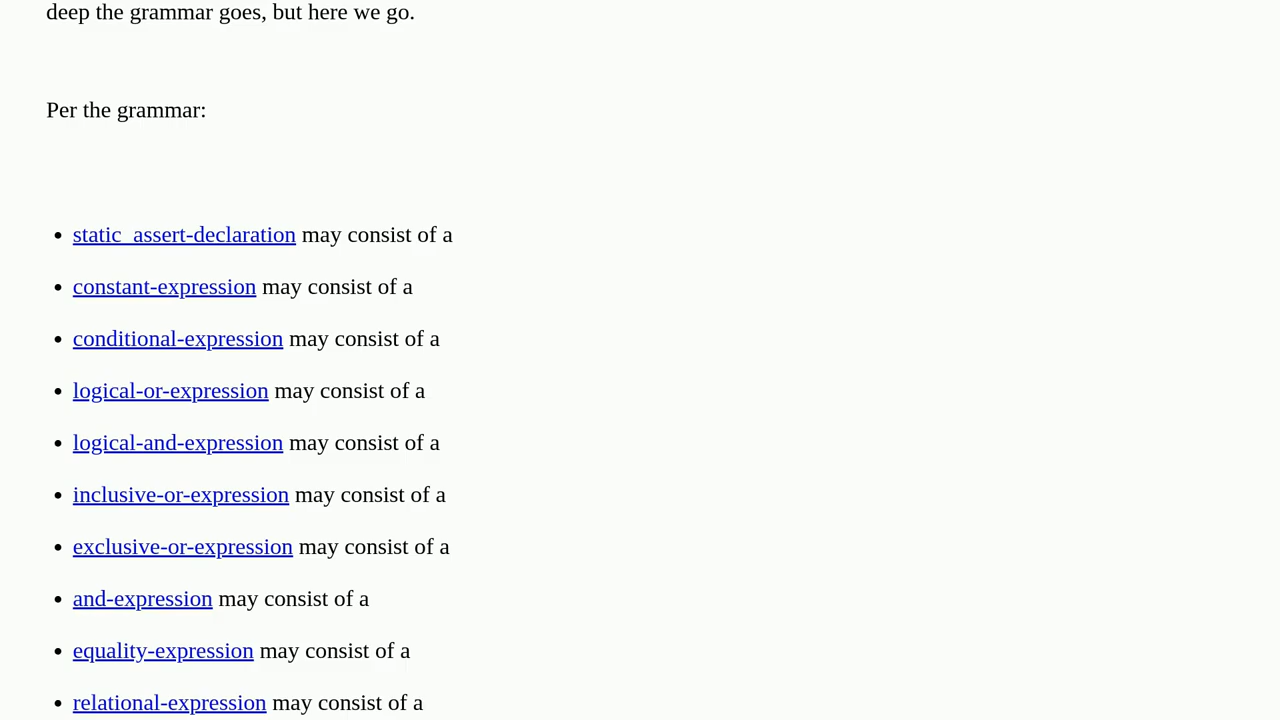 deep the grammar goes, but here we go.
Per the grammar:
• static_assert-declaration may consist of a
• constant-expression may consist of a
• conditional-expression may consist of a
• logical-or-expression may consist of a
• logical-and-expression may consist of a
• inclusive-or-expression may consist of a
• exclusive-or-expression may consist of a
• and-expression may consist of a
• equality-expression may consist of a
• relational-expression may consist of a